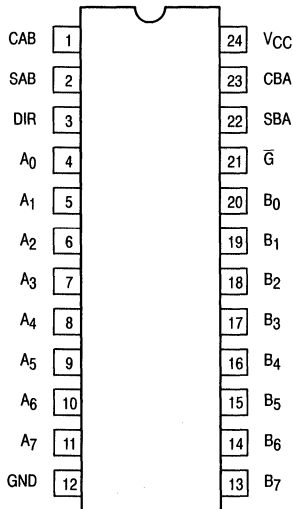 CAB 1 24 V_CC
SAB 2 23 CBA
DIR 3 22 SBA
A₀ 4 21 G̅
A₁ 5 20 B₀
A₂ 6 19 B₁
A₃ 7 18 B₂
A₄ 8 17 B₃
A₅ 9 16 B₄
A₆ 10 15 B₅
A₇ 11 14 B₆
GND 12 13 B₇